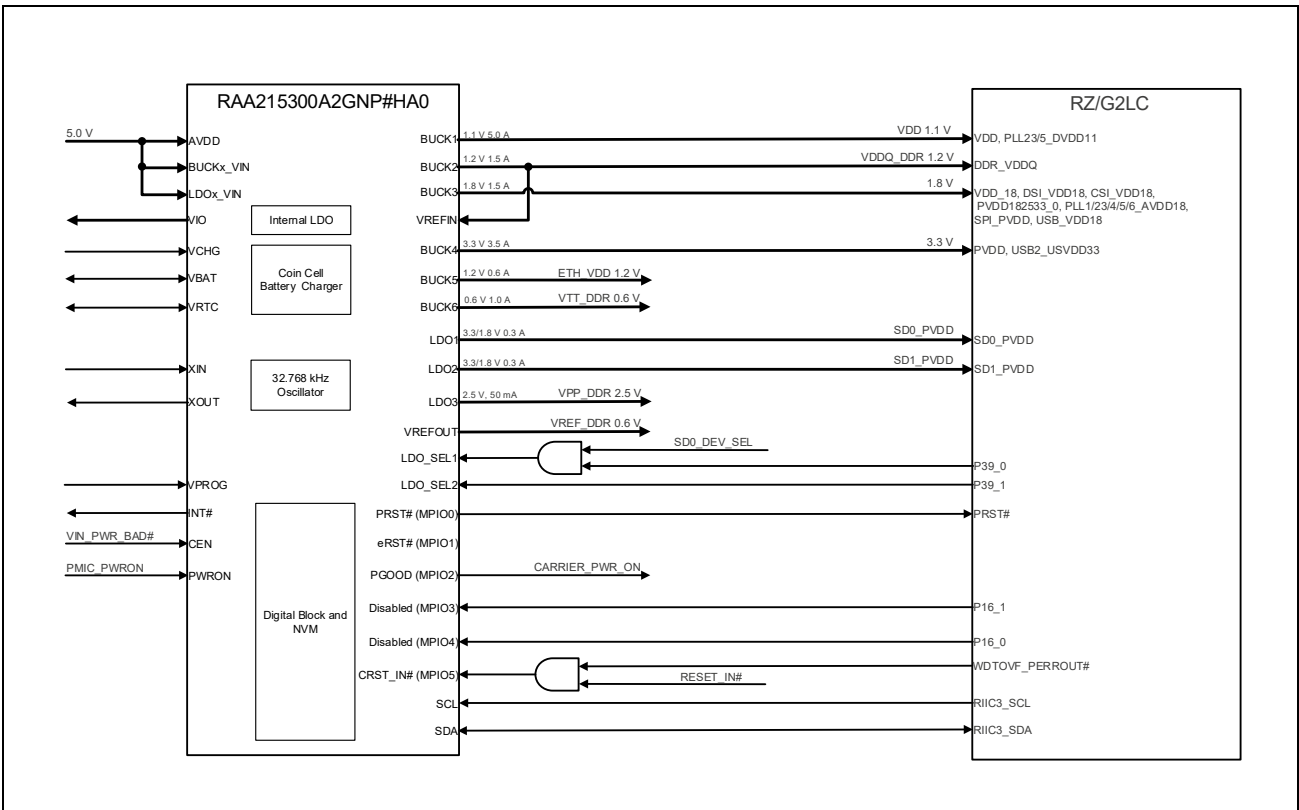 RAA215300A2GNP#HA0
RZ/G2LC
5.0 V
AVDD
BUCKx_VIN
LDOx_VIN
VIO
Internal LDO
VCHG
VBAT
VRTC
Coin Cell
Battery Charger
XIN
XOUT
32.768 kHz
Oscillator
VPROG
INT#
VIN_PWR_BAD#
CEN
PMIC_PWRON
PWRON
Digital Block and
NVM
BUCK1
1.1 V 5.0 A
VDD 1.1 V
VDD, PLL23/5_DVDD11
BUCK2
1.2 V 1.5 A
VDDQ_DDR 1.2 V
DDR_VDDQ
BUCK3
1.8 V 1.5 A
1.8 V
VDD_18, DSI_VDD18, CSI_VDD18,
PVDD182533_0, PLL1/23/4/5/6_AVDD18,
SPI_PVDD, USB_VDD18
VREFIN
BUCK4
3.3 V 3.5 A
3.3 V
PVDD, USB2_USVDD33
BUCK5
1.2 V 0.6 A
ETH_VDD 1.2 V
BUCK6
0.6 V 1.0 A
VTT_DDR 0.6 V
LDO1
3.3/1.8 V 0.3 A
SD0_PVDD
SD0_PVDD
LDO2
3.3/1.8 V 0.3 A
SD1_PVDD
SD1_PVDD
LDO3
2.5 V, 50 mA
VPP_DDR 2.5 V
VREFOUT
VREF_DDR 0.6 V
LDO_SEL1
SD0_DEV_SEL
P39_0
LDO_SEL2
P39_1
PRST# (MPIO0)
PRST#
eRST# (MPIO1)
PGOOD (MPIO2)
CARRIER_PWR_ON
Disabled (MPIO3)
P16_1
Disabled (MPIO4)
P16_0
CRST_IN# (MPIO5)
WDTOVF_PERROUT#
RESET_IN#
SCL
RIIC3_SCL
SDA
RIIC3_SDA